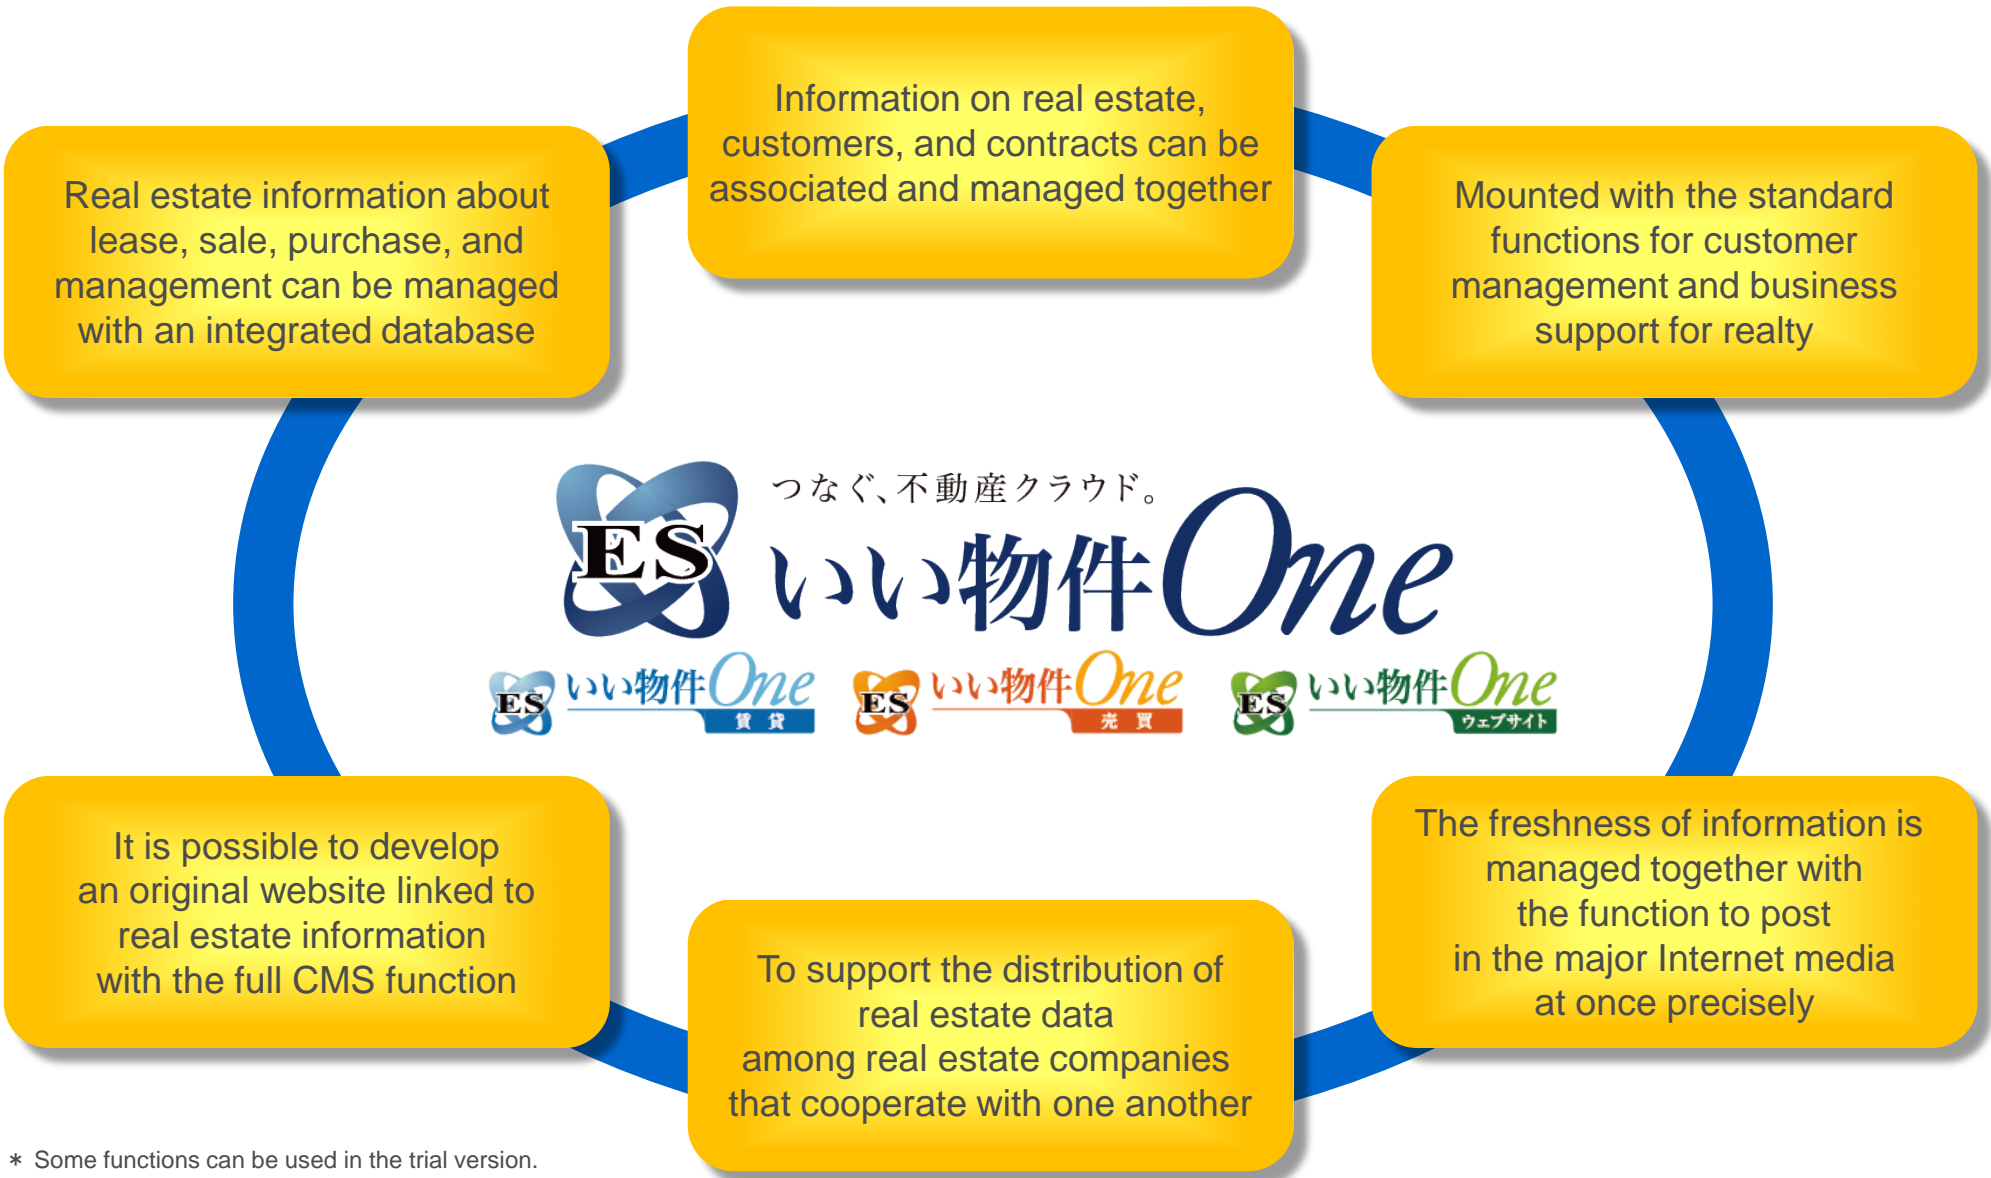 Information on real estate,
customers, and contracts can be
associated and managed together
Real estate information about
lease, sale, purchase, and
management can be managed
with an integrated database
Mounted with the standard
functions for customer
management and business
support for realty
つなぐ、不動産クラウド。
ES
いい物件One
ES いい物件One
賃貸
ES いい物件One
売買
ES いい物件One
ウェブサイト
It is possible to develop
an original website linked to
real estate information
with the full CMS function
The freshness of information is
managed together with
the function to post
in the major Internet media
at once precisely
To support the distribution of
real estate data
among real estate companies
that cooperate with one another
* Some functions can be used in the trial version.